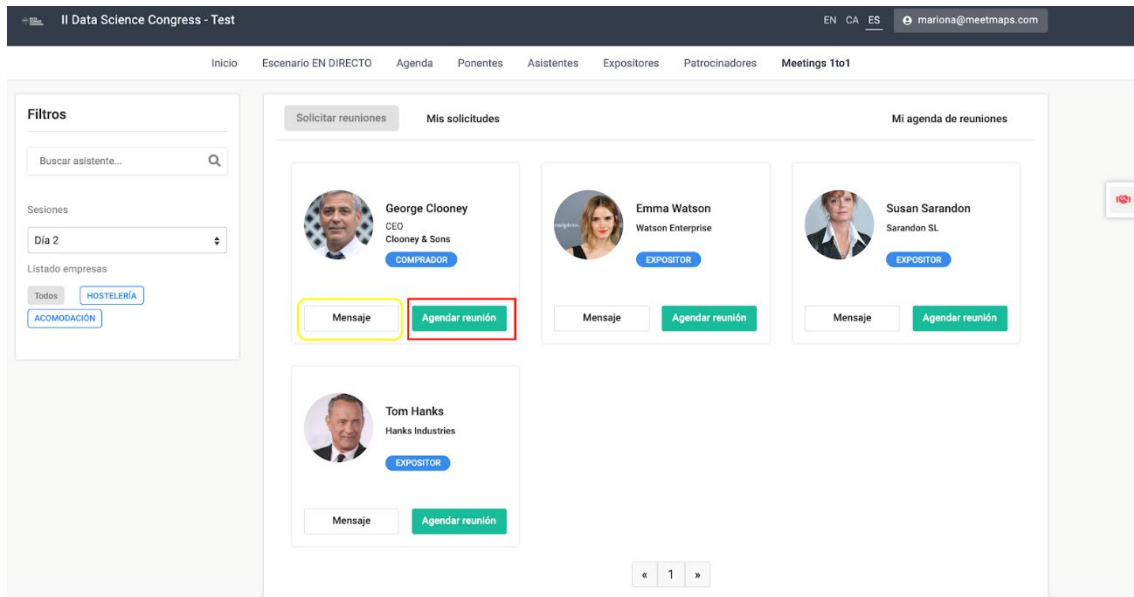 II Data Science Congress - Test
EN CA ES
mariona@meetmaps.com
Inicio Escenario EN DIRECTO Agenda Ponentes Asistentes Expositores Patrocinadores Meetings 1to1
Filtros
Buscar asistente...
Sesiones
Día 2
Listado empresas
Todos HOSTELERÍA
ACOMODACIÓN
Solicitar reuniones Mis solicitudes Mi agenda de reuniones
George Clooney
CEO
Clooney & Sons
COMPRADOR
Mensaje Agendar reunión
Emma Watson
Watson Enterprise
EXPOSITOR
Mensaje Agendar reunión
Susan Sarandon
Sarandon SL
EXPOSITOR
Mensaje Agendar reunión
Tom Hanks
Hanks Industries
EXPOSITOR
Mensaje Agendar reunión
« 1 »